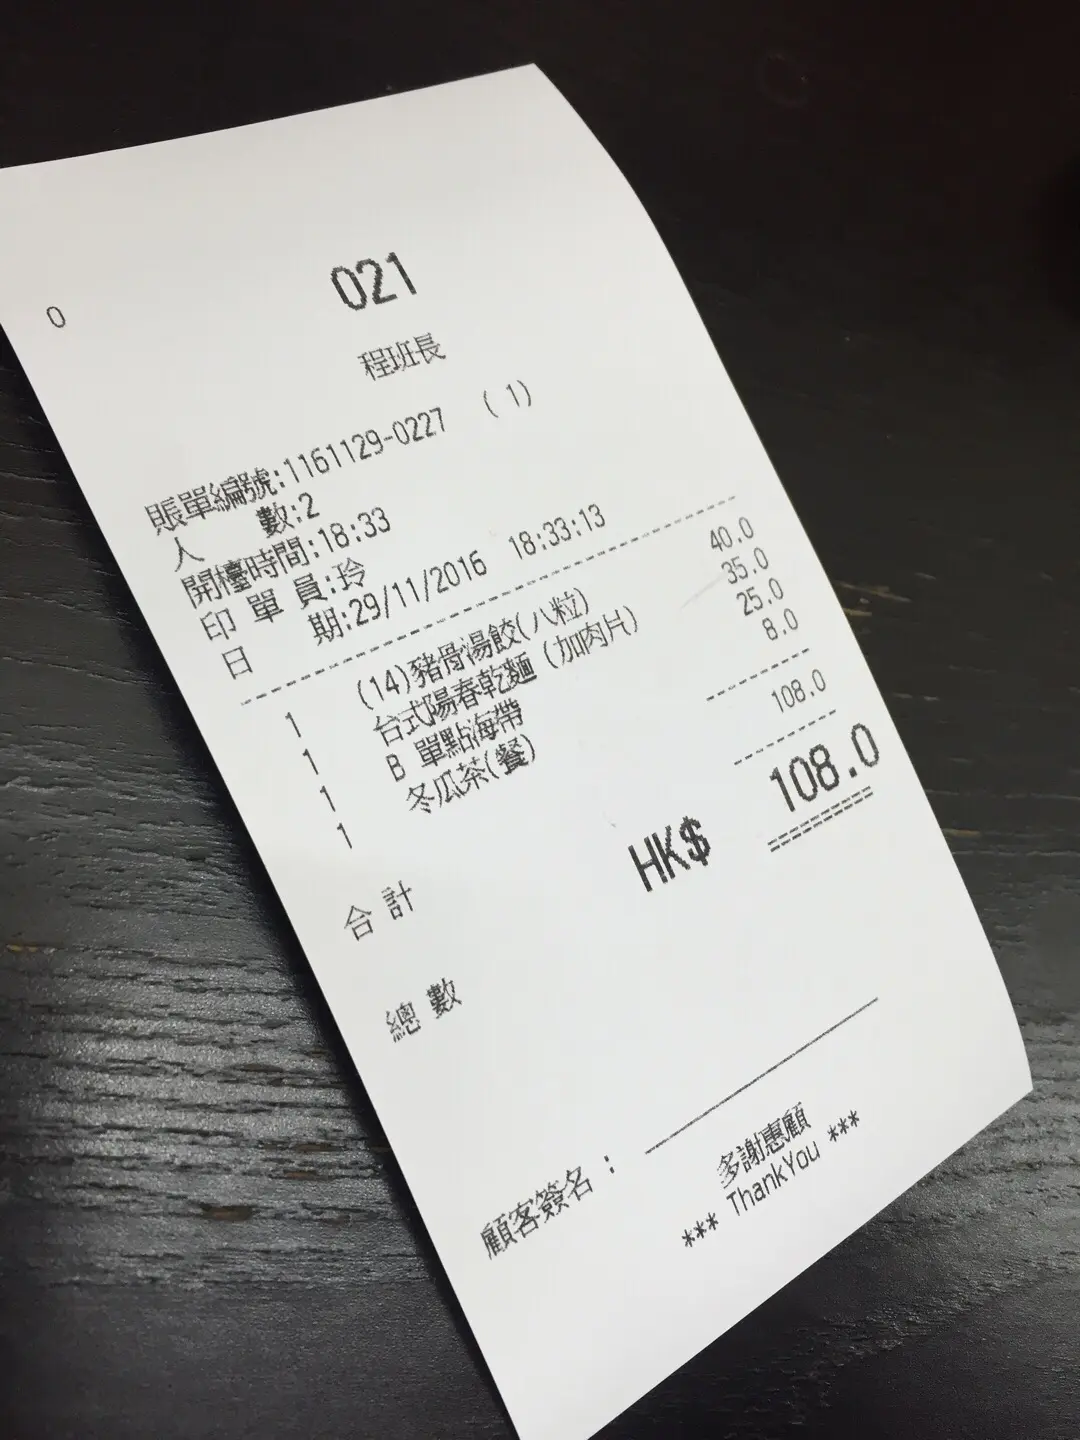 021
0
程班長
賬單編號:1161129-0227 (1)
人 數:2
開檯時間:18:33
印單員:玲
日 期:29/11/2016 18:33:13
1 (14)豬骨湯餃(八粒) 40.0
1 台式陽春乾麵 (加肉片) 35.0
1 B 單點海帶 25.0
1 冬瓜茶(餐) 8.0
合計 108.0
總數 HK$ 108.0
顧客簽名 :
多謝惠顧
*** ThankYou ***